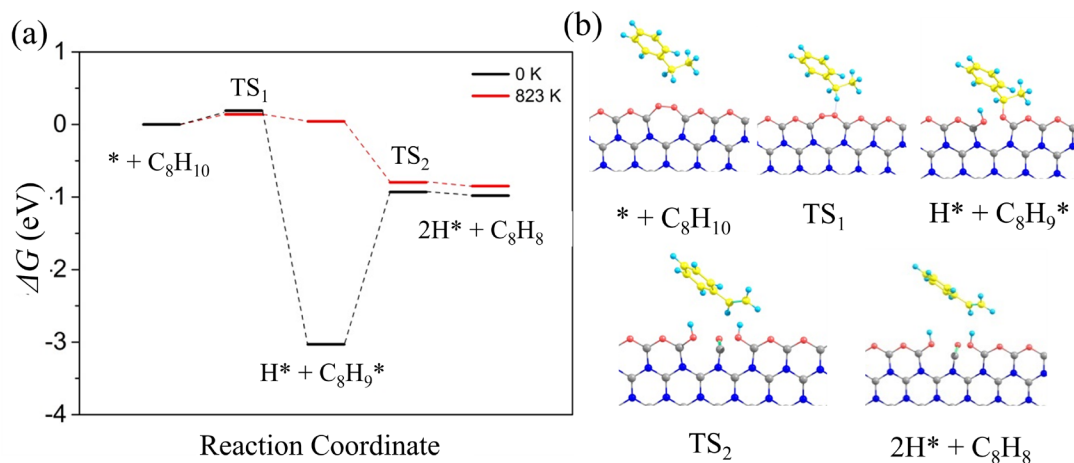 (a)
ΔG (eV)
1
0
-1
-2
-3
-4
0 K
823 K
TS₁
* + C₈H₁₀
TS₂
2H* + C₈H₈
H* + C₈H₉*
Reaction Coordinate
(b)
* + C₈H₁₀
TS₁
H* + C₈H₉*
TS₂
2H* + C₈H₈